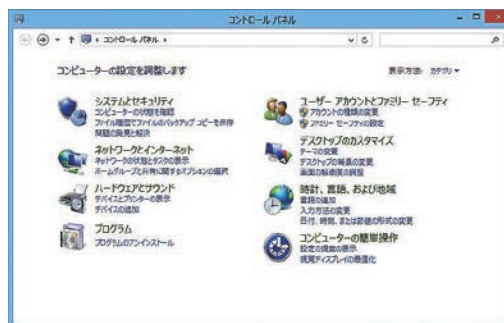 コントロール パネル
コントロール パネル
コンピューターの設定を調整します
表示方法: カテゴリ
システムとセキュリティ
コンピューターの状態を確認
ファイル履歴でファイルのバックアップ コピーを保存
問題の発見と解決
ネットワークとインターネット
ネットワークの状態とタスクの表示
ホームグループと共有に関するオプションの選択
ハードウェアとサウンド
デバイスとプリンターの表示
デバイスの追加
プログラム
プログラムのアンインストール
ユーザー アカウントとファミリー セーフティ
アカウントの種類の変更
ファミリー セーフティの設定
デスクトップのカスタマイズ
テーマの変更
デスクトップの背景の変更
画面の解像度の調整
時計、言語、および地域
言語の追加
入力方法の変更
日付、時刻、または数値の形式の変更
コンピューターの簡単操作
設定の提案の表示
視覚ディスプレイの最適化